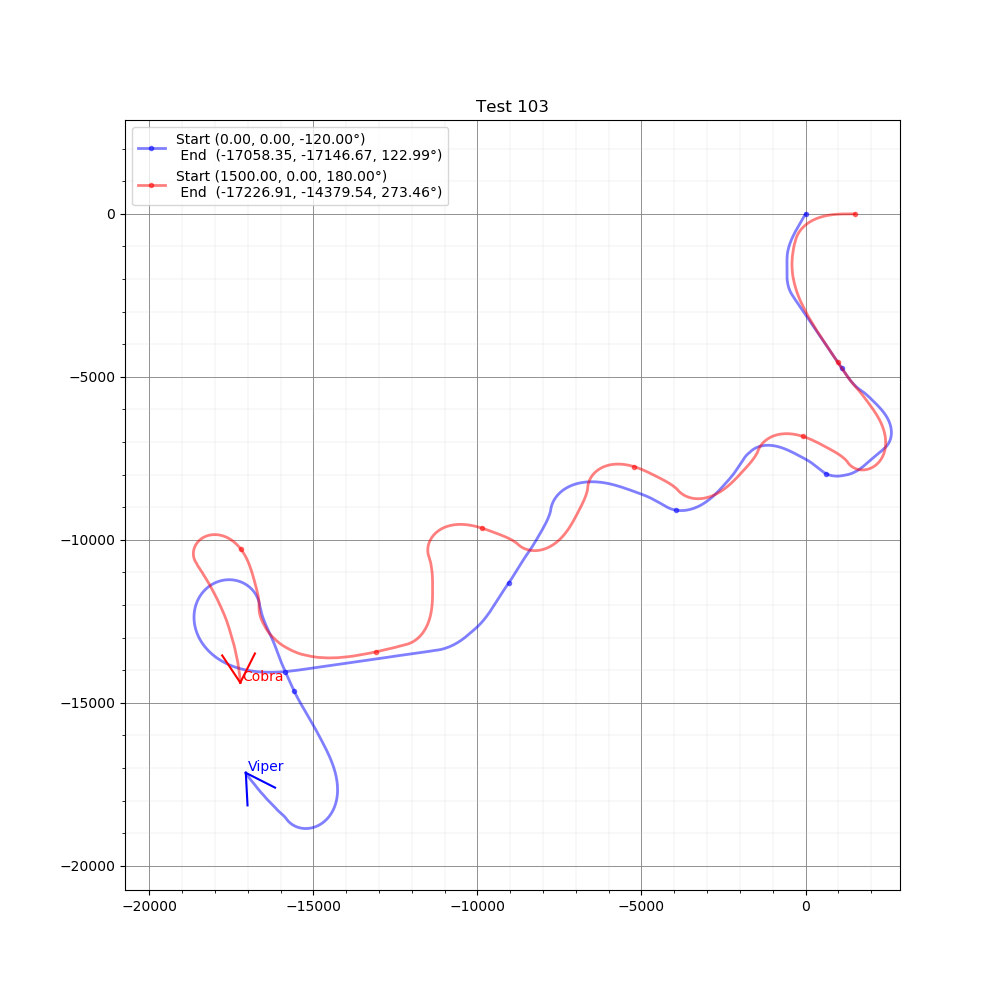 Test 103
Start (0.00, 0.00, -120.00°)
End  (-17058.35, -17146.67, 122.99°)
Start (1500.00, 0.00, 180.00°)
End  (-17226.91, -14379.54, 273.46°)
0
−5000
−10000
−15000
−20000
Cobra
Viper
−20000
−15000
−10000
−5000
0